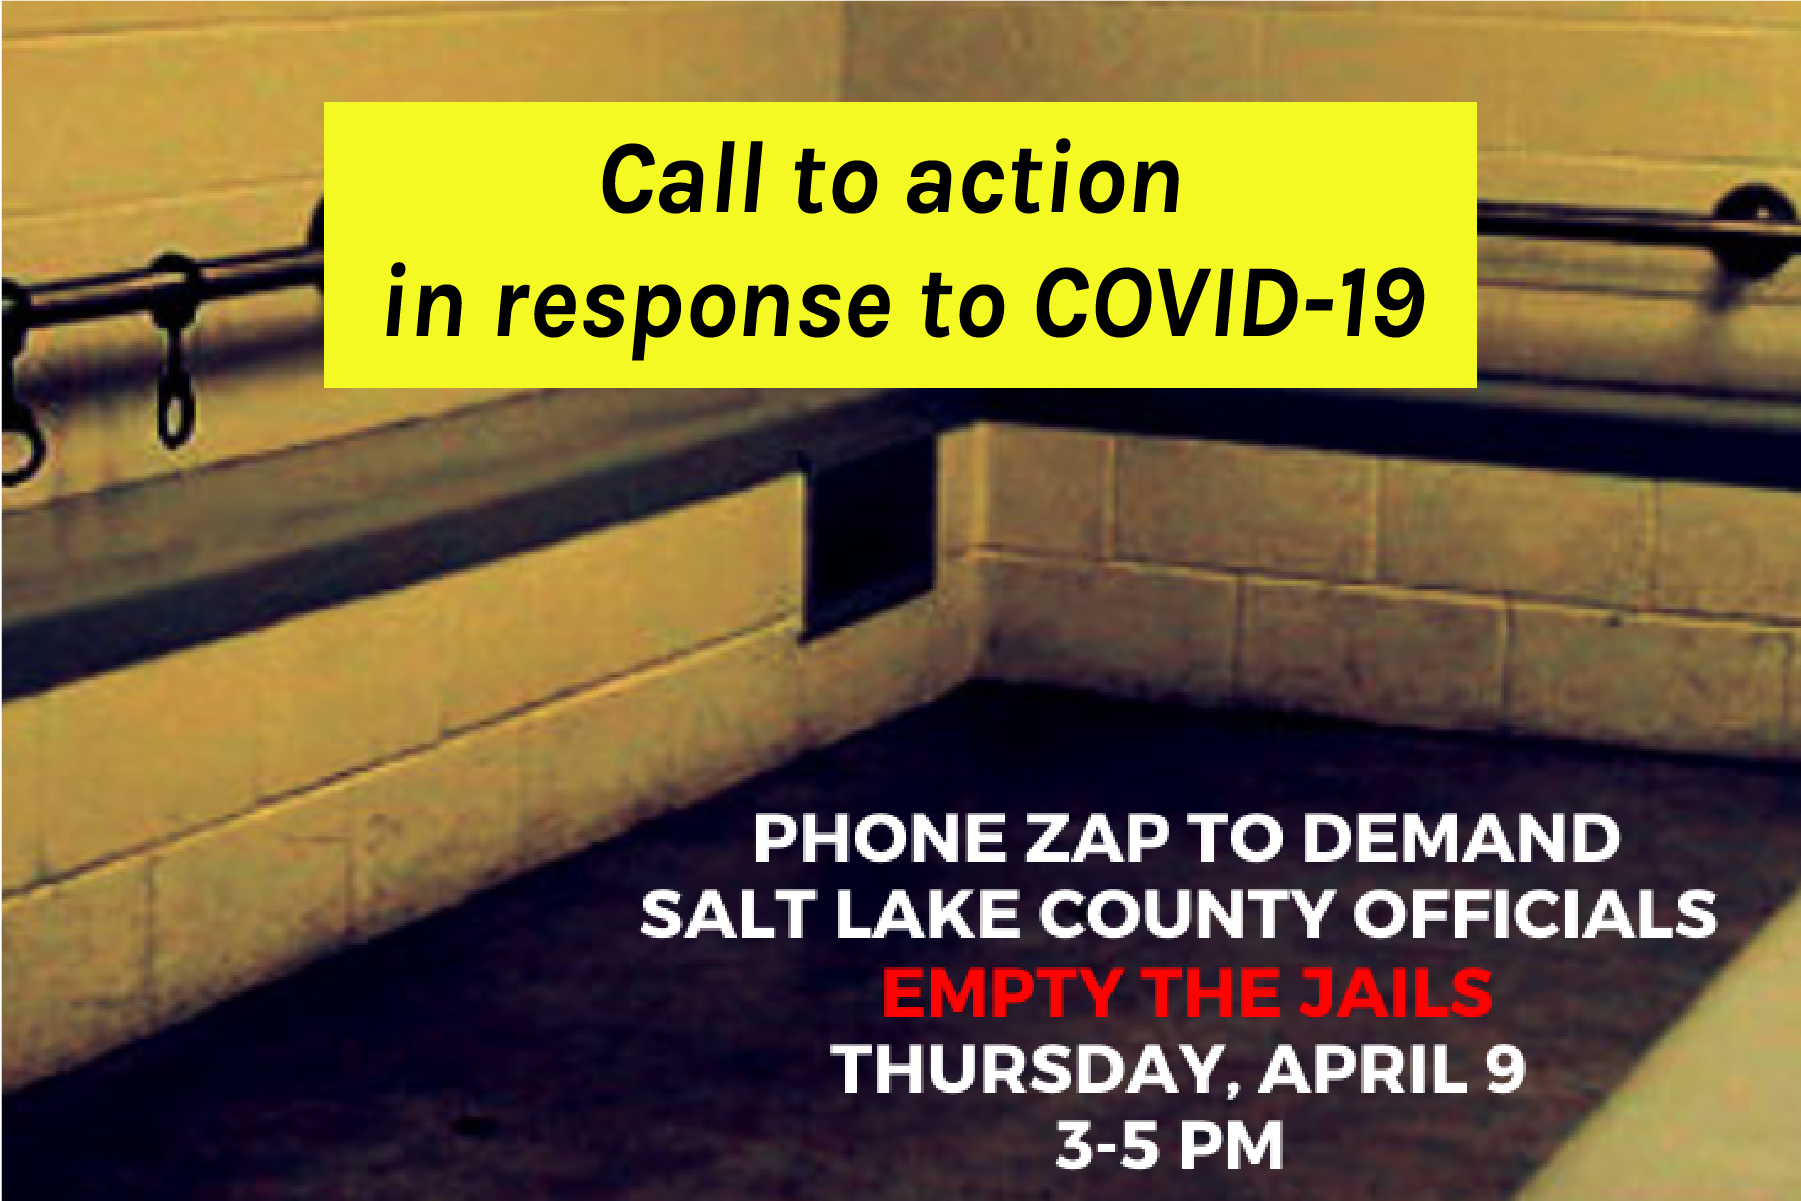 Call to action
in response to COVID-19
PHONE ZAP TO DEMAND
SALT LAKE COUNTY OFFICIALS
EMPTY THE JAILS
THURSDAY, APRIL 9
3-5 PM